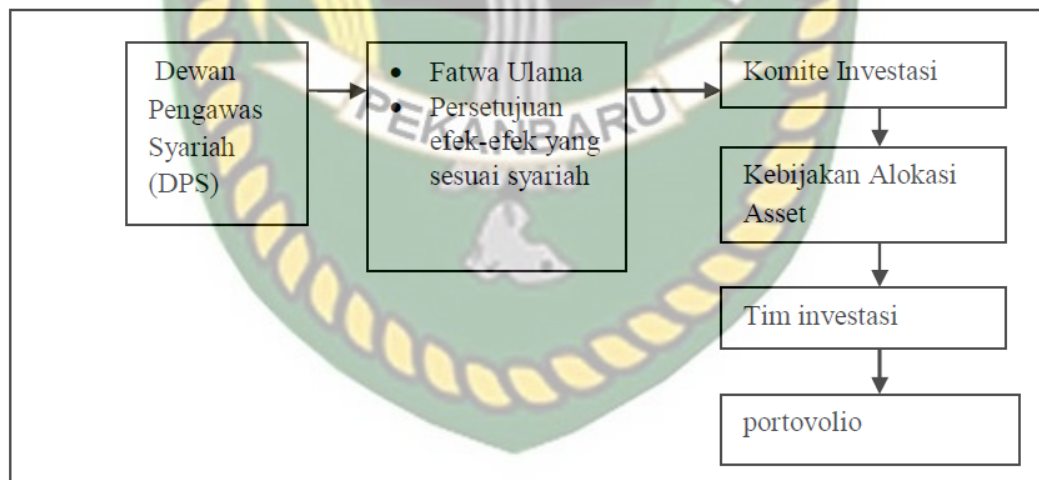 Dewan
Pengawas
Syariah
(DPS)
• Fatwa Ulama
• Persetujuan
efek-efek yang
sesuai syariah
PEKANBARU
Komite Investasi
Kebijakan Alokasi
Asset
Tim investasi
portovolio